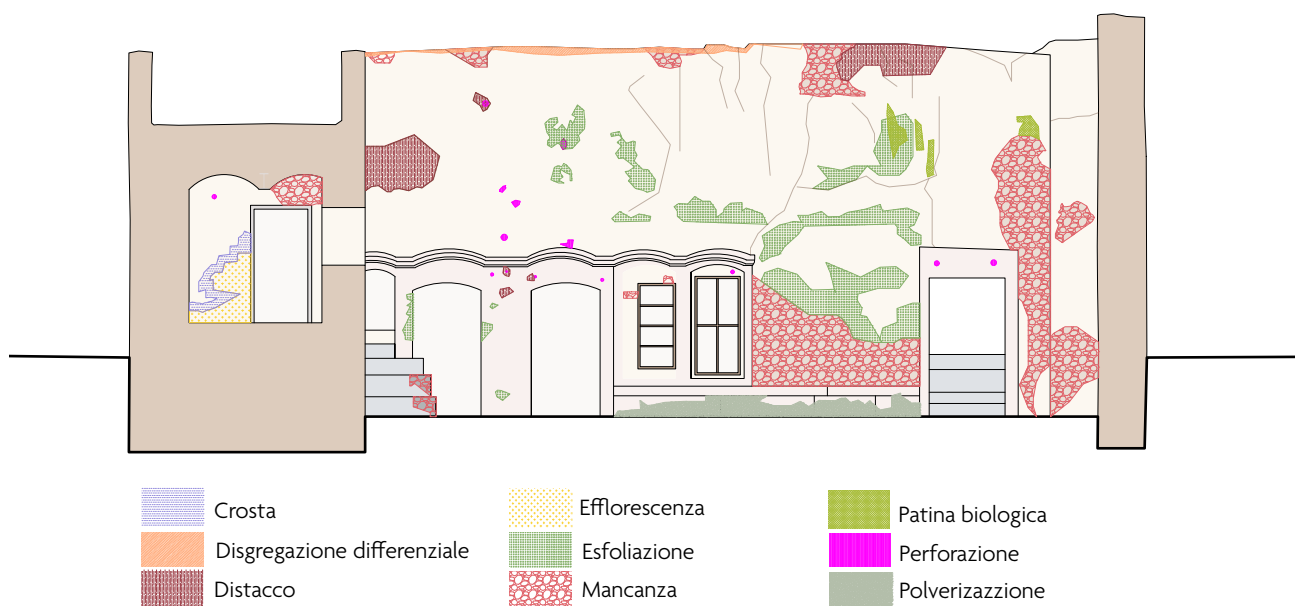 Crosta
Efflorescenza
Patina biologica
Disgregazione differenziale
Esfoliazione
Perforazione
Distacco
Mancanza
Polverizazzione